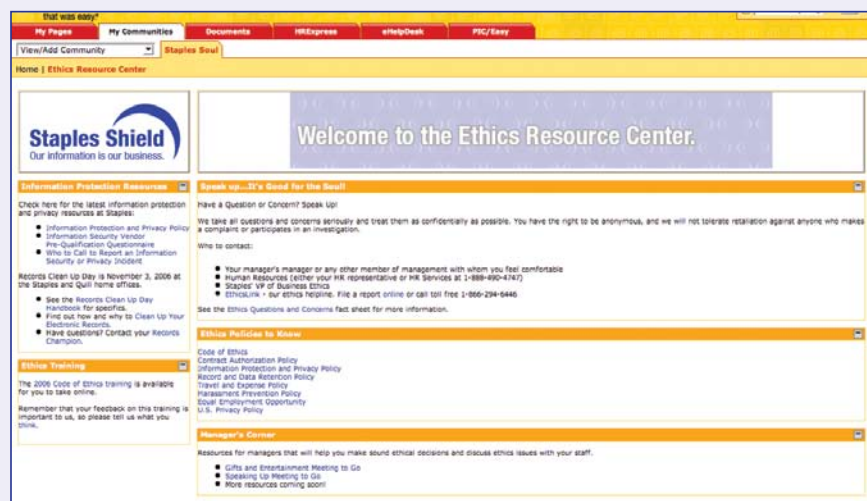 that was easy.®
My Pages
My Communities
Documents
HRExpress
eHelpDesk
PIC/Easy
View/Add Community
Staples Soul
Home | Ethics Resource Center
Staples Shield
Our information is our business.
Welcome to the Ethics Resource Center.
Information Protection Resources
Check here for the latest information protection
and privacy resources at Staples:
Information Protection and Privacy Policy
Information Security Vendor
Pre-Qualification Questionnaire
Who to Call to Report an Information
Security or Privacy Incident
Records Clean Up Day is November 3, 2006 at
the Staples and Quill home offices.
See the Records Clean Up Day
Handbook for specifics.
Find out how and why to Clean Up Your
Electronic Records.
Have questions? Contact your Records
Champion.
Ethics Training
The 2006 Code of Ethics training is available
for you to take online.
Remember that your feedback on this training is
important to us, so please tell us what you
think.
Speak up...It's Good for the Soul!
Have a Question or Concern? Speak Up!
We take all questions and concerns seriously and treat them as confidentially as possible. You have the right to be anonymous, and we will not tolerate retaliation against anyone who makes
a complaint or participates in an investigation.
Who to contact:
Your manager's manager or any other member of management with whom you feel comfortable
Human Resources (either your HR representative or HR Services at 1-888-490-4747)
Staples' VP of Business Ethics
EthicsLink - our ethics helpline. File a report online or call toll free 1-866-294-6446.
See the Ethics Questions and Concerns fact sheet for more information.
Ethics Policies to Know
Code of Ethics
Contract Authorization Policy
Information Protection and Privacy Policy
Record and Data Retention Policy
Travel and Expense Policy
Harassment Prevention Policy
Equal Employment Opportunity
U.S. Privacy Policy
Manager's Corner
Resources for managers that will help you make sound ethical decisions and discuss ethics issues with your staff.
Gifts and Entertainment Meeting to Go
Speaking Up Meeting to Go
More resources coming soon!